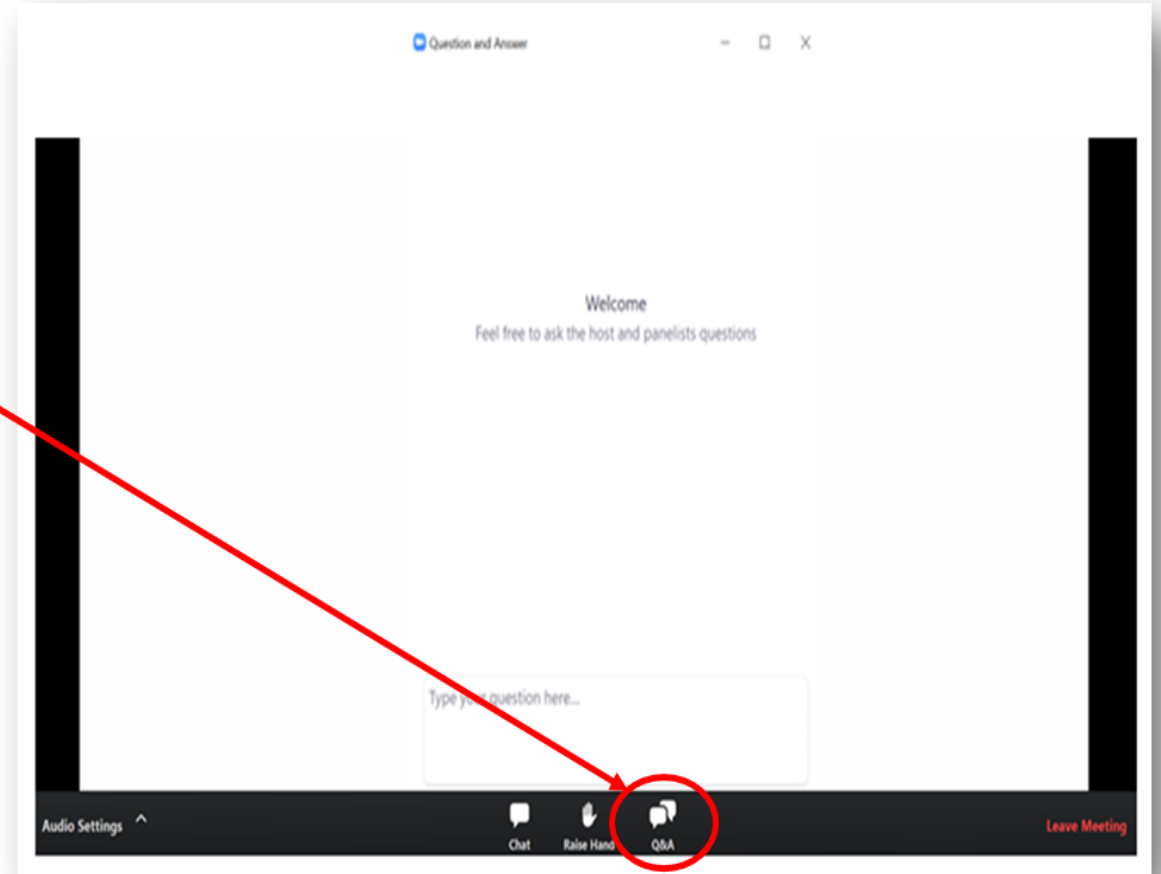 Question and Answer
Welcome
Feel free to ask the host and panelists questions
Type your question here...
Audio Settings
Chat
Raise Hand
Q&A
Leave Meeting